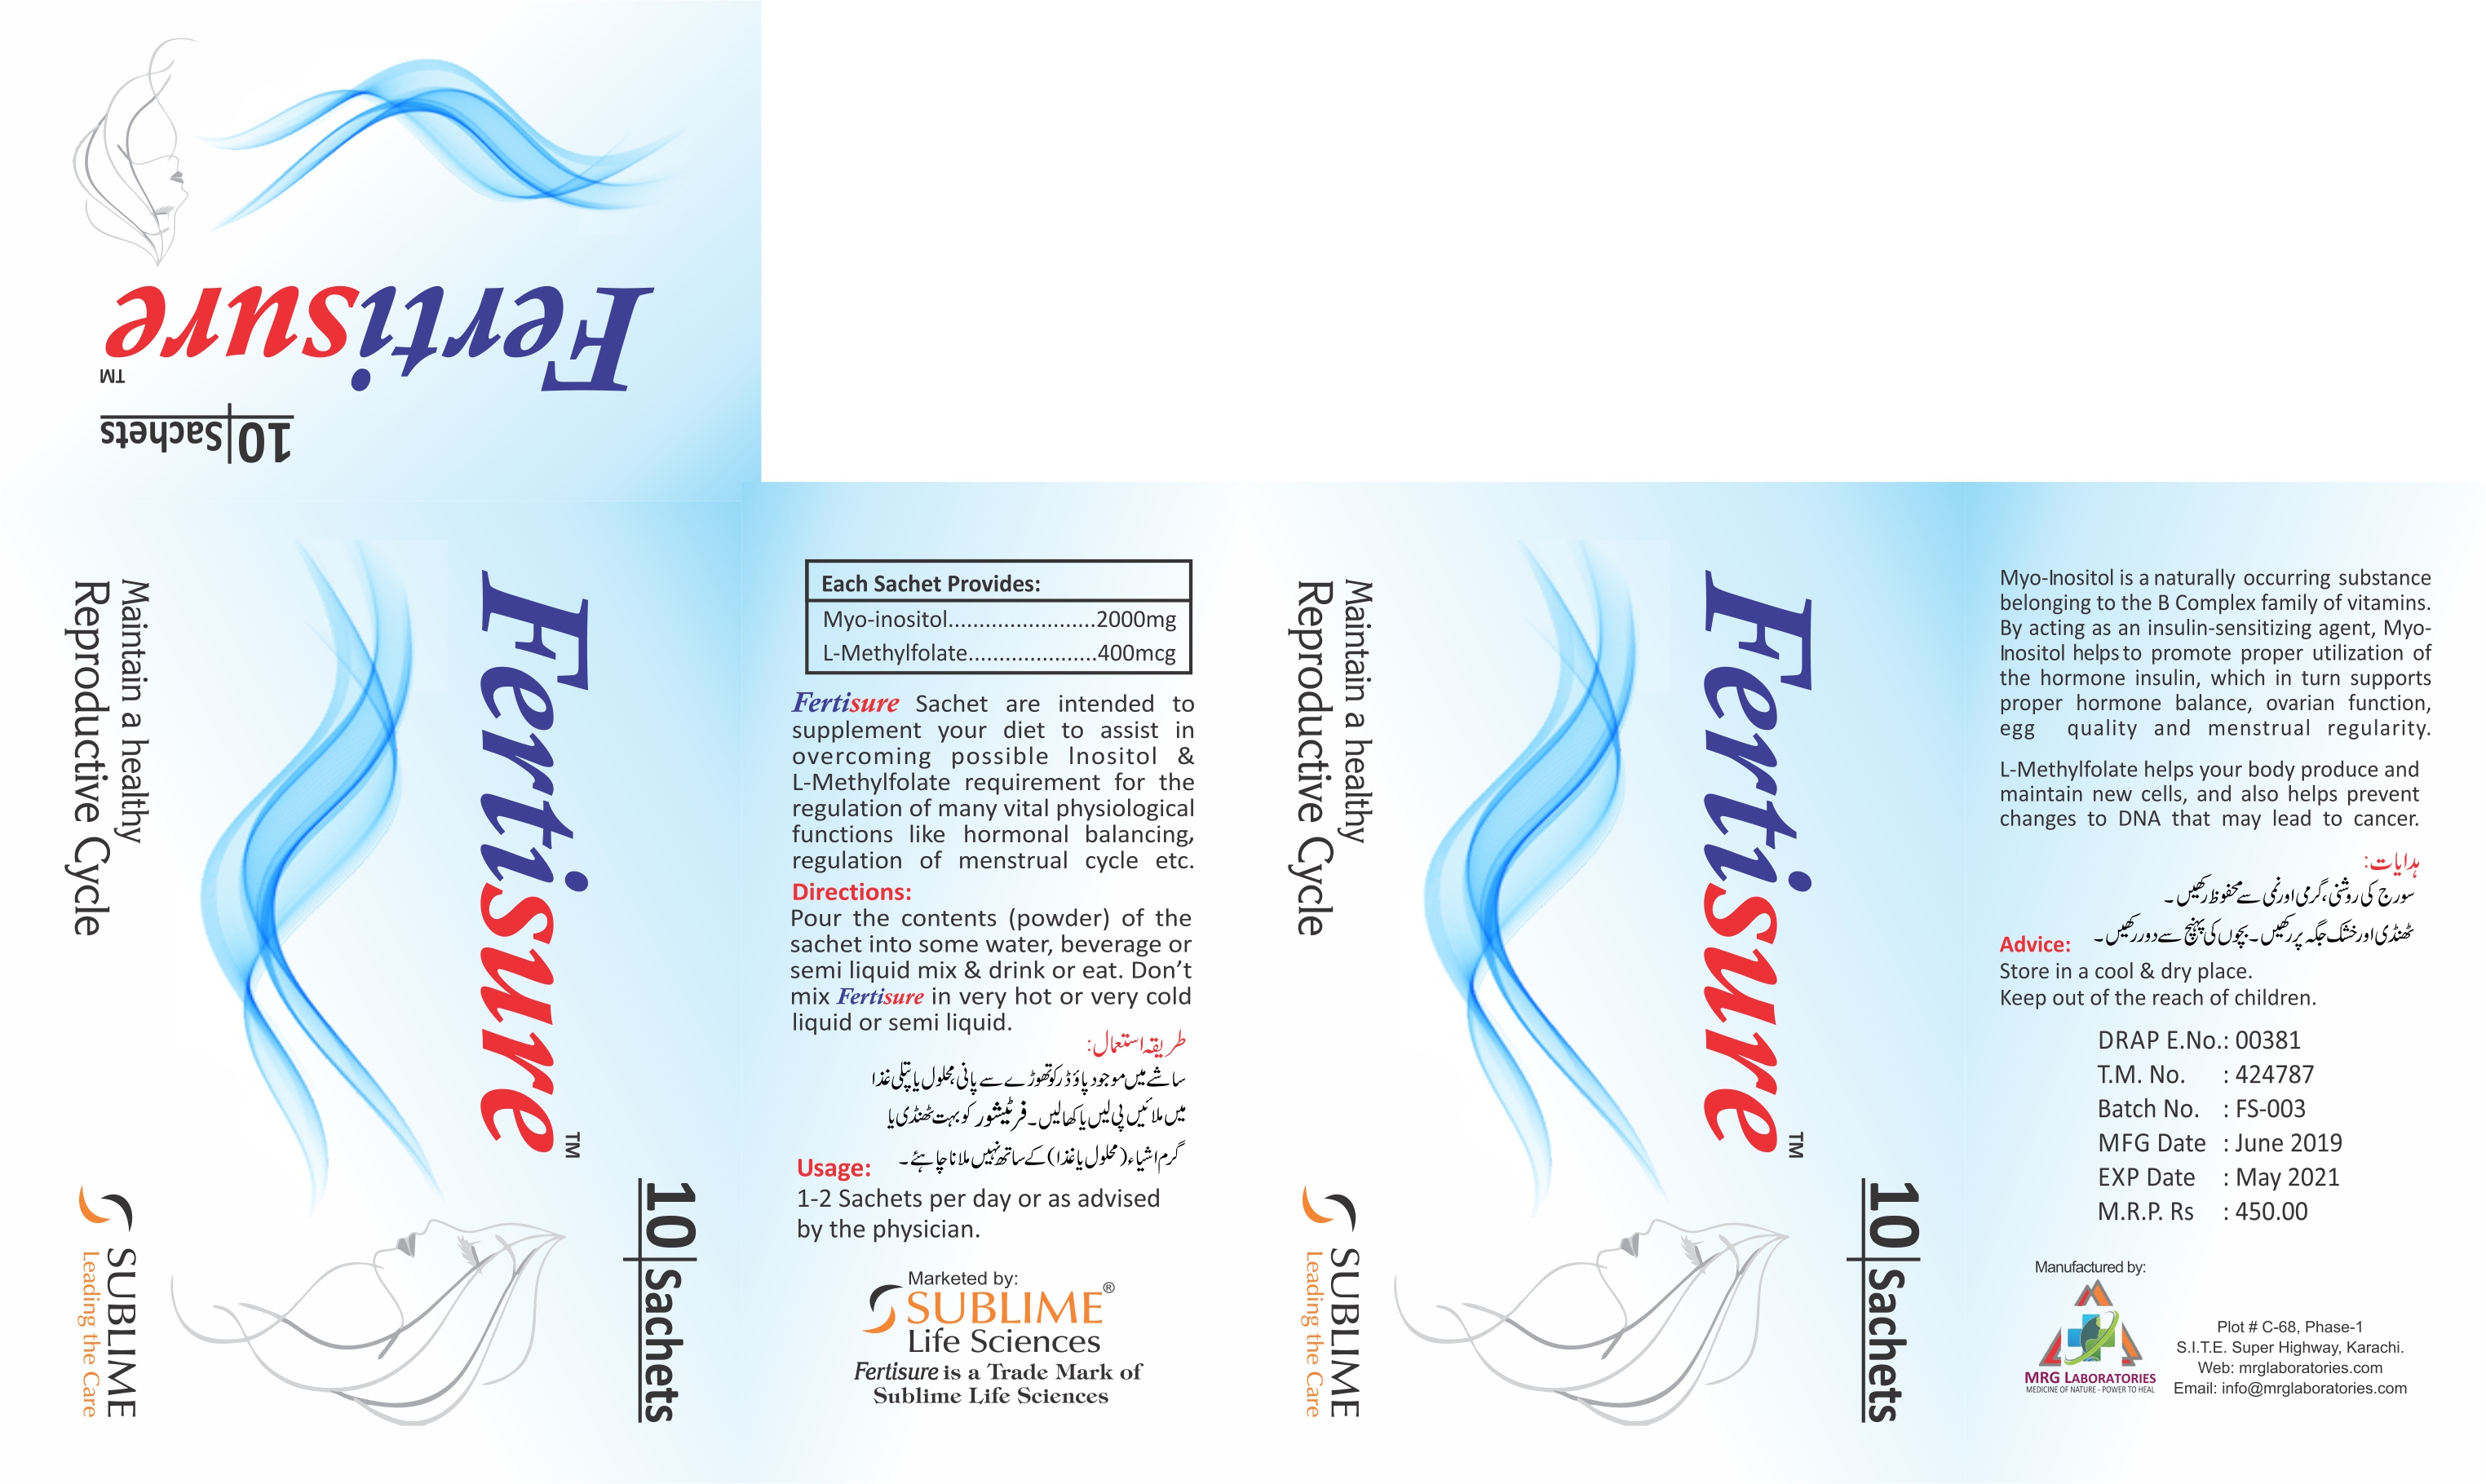 Fertisure
TM
10 Sachets
Maintain a healthy
Reproductive Cycle
Fertisure
TM
10 Sachets
SUBLIME
Leading the Care
Each Sachet Provides:
Myo-inositol........................2000mg
L-Methylfolate.....................400mcg
Fertisure Sachet are intended to
supplement your diet to assist in
overcoming possible Inositol &
L-Methylfolate requirement for the
regulation of many vital physiological
functions like hormonal balancing,
regulation of menstrual cycle etc.
Directions:
Pour the contents (powder) of the
sachet into some water, beverage or
semi liquid mix & drink or eat. Don't
mix Fertisure in very hot or very cold
liquid or semi liquid.
طریقہ استعمال:
ساشے میں موجود پاؤڈر کو تھوڑے سے پانی، محلول یا پتلی غذا
میں ملائیں پی لیں یا کھالیں۔ فرٹیشور کو بہت ٹھنڈی یا
گرم اشیاء (محلول یا غذا) کے ساتھ نہیں ملانا چاہئے۔
Usage:
1-2 Sachets per day or as advised
by the physician.
Marketed by:
SUBLIME®
Life Sciences
Fertisure is a Trade Mark of
Sublime Life Sciences
Maintain a healthy
Reproductive Cycle
Fertisure
TM
10 Sachets
SUBLIME
Leading the Care
Myo-Inositol is a naturally occurring substance
belonging to the B Complex family of vitamins.
By acting as an insulin-sensitizing agent, Myo-
Inositol helps to promote proper utilization of
the hormone insulin, which in turn supports
proper hormone balance, ovarian function,
egg quality and menstrual regularity.
L-Methylfolate helps your body produce and
maintain new cells, and also helps prevent
changes to DNA that may lead to cancer.
ہدایات:
سورج کی روشنی، گرمی اور نمی سے محفوظ رکھیں۔
ٹھنڈی اور خشک جگہ پر رکھیں۔ بچوں کی پہنچ سے دور رکھیں۔
Advice:
Store in a cool & dry place.
Keep out of the reach of children.
DRAP E.No.: 00381
T.M. No. : 424787
Batch No. : FS-003
MFG Date : June 2019
EXP Date : May 2021
M.R.P. Rs : 450.00
Manufactured by:
MRG LABORATORIES
MEDICINE OF NATURE - POWER TO HEAL
Plot # C-68, Phase-1
S.I.T.E. Super Highway, Karachi.
Web: mrglaboratories.com
Email: info@mrglaboratories.com